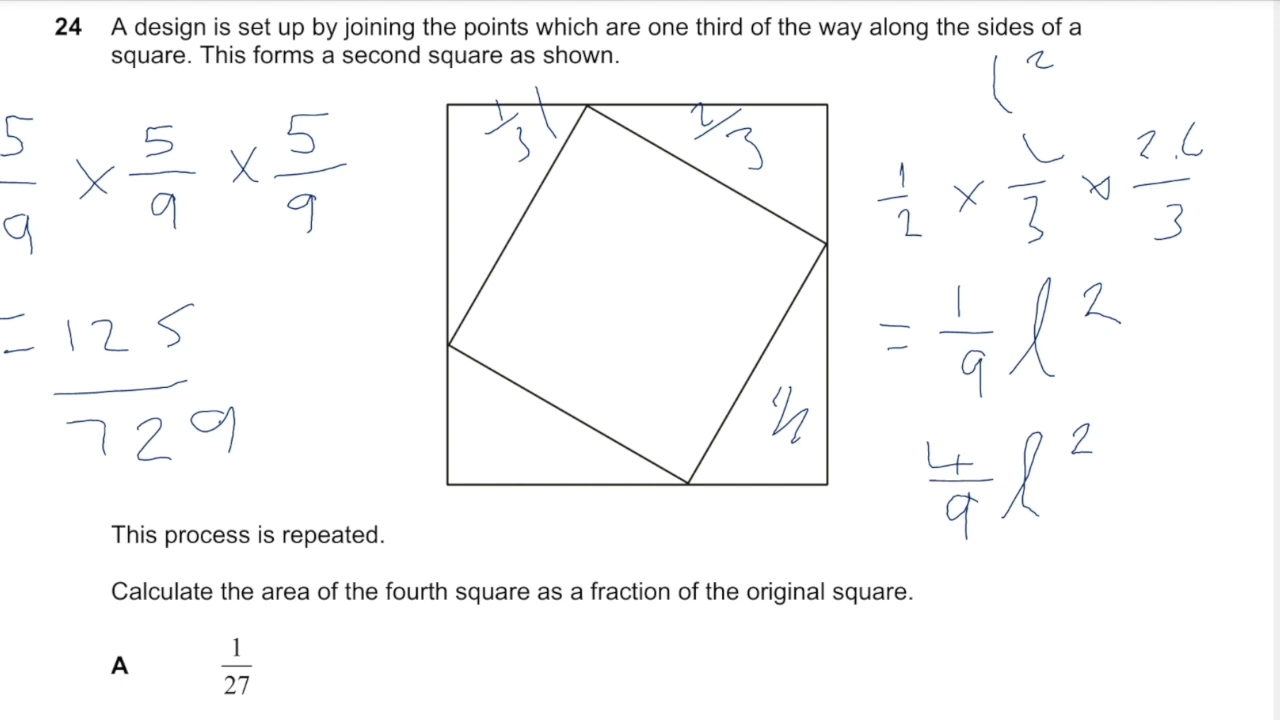 24 A design is set up by joining the points which are one third of the way along the sides of a
square. This forms a second square as shown.
l²
1/3 l
2/3
5/9 × 5/9 × 5/9
1/2 × l/3 × 2.l/3
= 125/729
= 1/9 l²
4/9 l²
This process is repeated.
Calculate the area of the fourth square as a fraction of the original square.
A 1/27